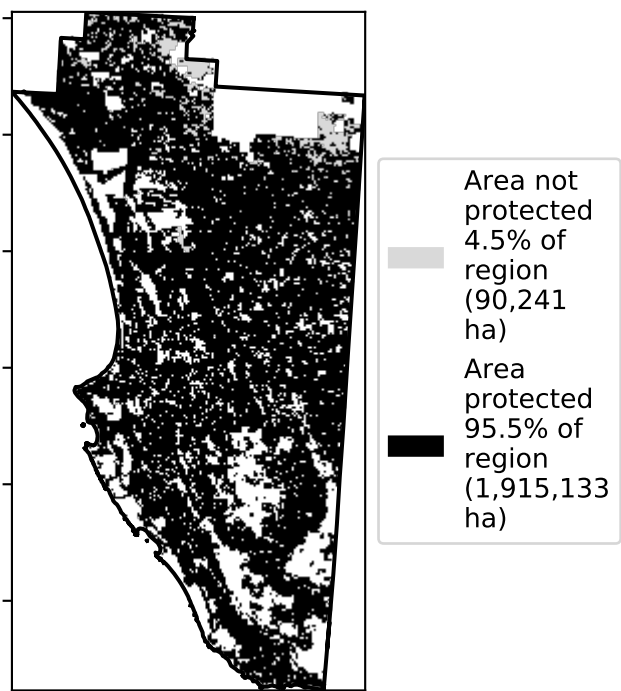 Area not
protected
4.5% of
region
(90,241
ha)
Area
protected
95.5% of
region
(1,915,133
ha)